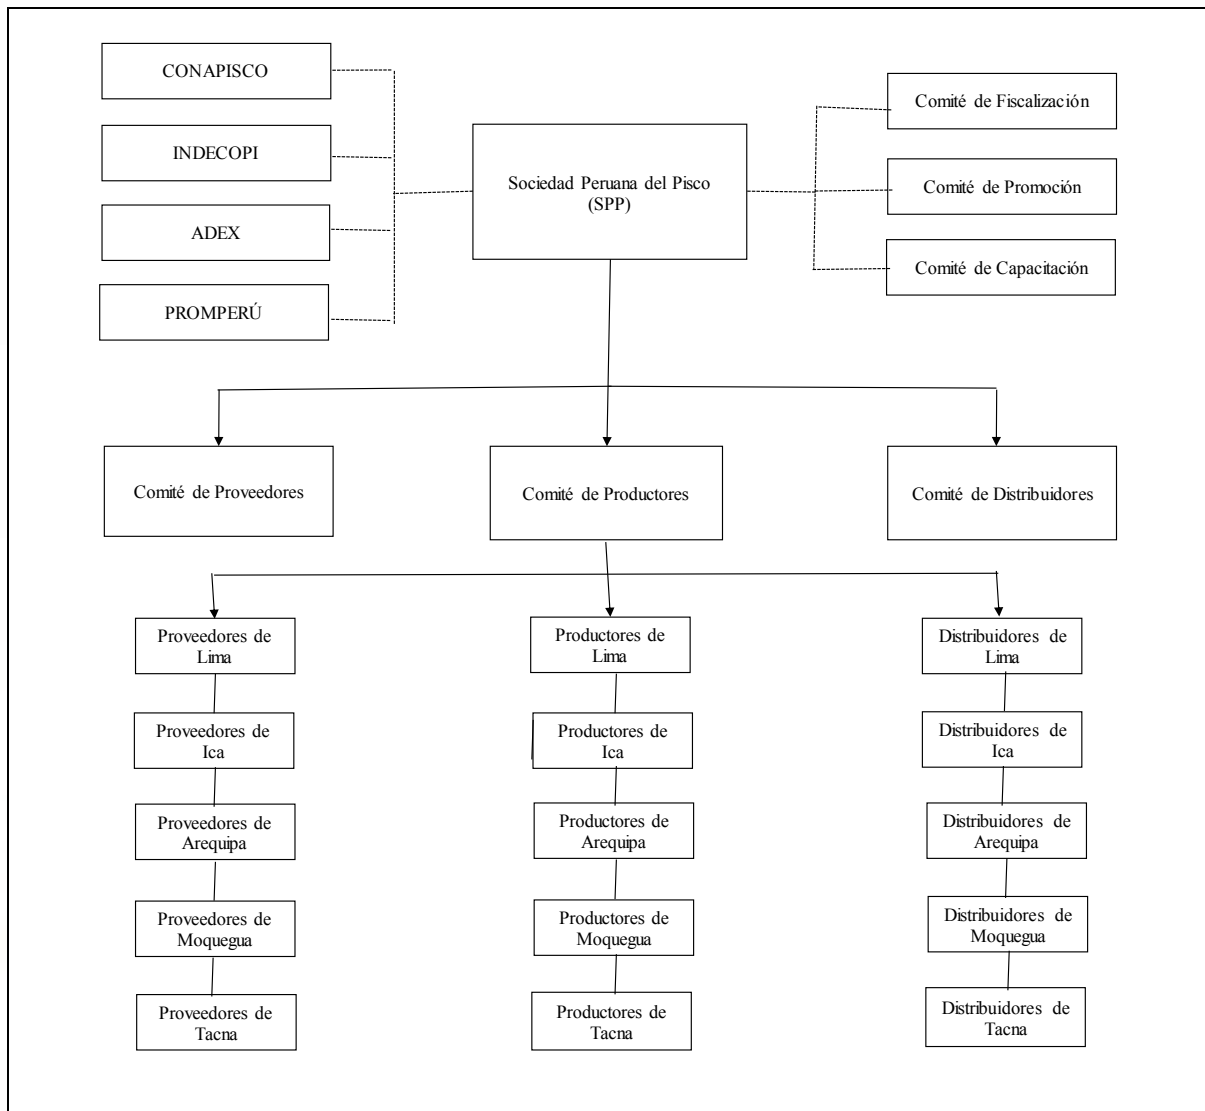 CONAPISCO
INDECOPI
ADEX
PROMPERÚ
Sociedad Peruana del Pisco
(SPP)
Comité de Fiscalización
Comité de Promoción
Comité de Capacitación
Comité de Proveedores
Comité de Productores
Comité de Distribuidores
Proveedores de
Lima
Productores de
Lima
Distribuidores de
Lima
Proveedores de
Ica
Productores de
Ica
Distribuidores de
Ica
Proveedores de
Arequipa
Productores de
Arequipa
Distribuidores de
Arequipa
Proveedores de
Moquegua
Productores de
Moquegua
Distribuidores de
Moquegua
Proveedores de
Tacna
Productores de
Tacna
Distribuidores de
Tacna